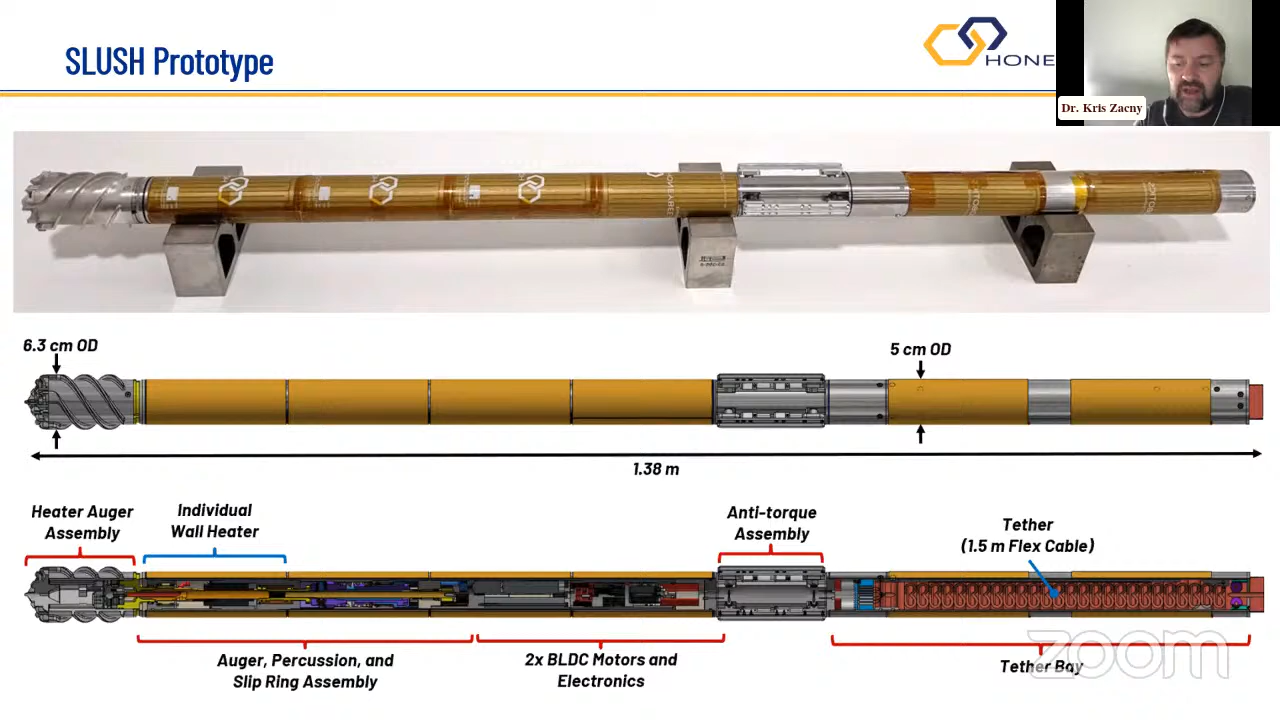 SLUSH Prototype
HONE
Dr. Kris Zacny
6.3 cm OD
5 cm OD
1.38 m
Heater Auger
Assembly
Individual
Wall Heater
Anti-torque
Assembly
Tether
(1.5 m Flex Cable)
Auger, Percussion, and
Slip Ring Assembly
2x BLDC Motors and
Electronics
Tether Bay
zoom